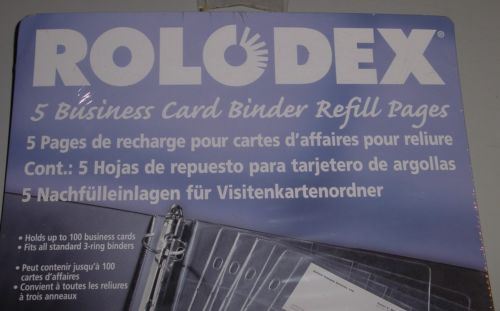 ROLODEX®
5 Business Card Binder Refill Pages
5 Pages de recharge pour cartes d'affaires pour reliure
Cont.: 5 Hojas de repuesto para tarjetero de argollas
5 Nachfülleinlagen für Visitenkartenordner
• Holds up to 100 business cards
• Fits all standard 3-ring binders
• Peut contenir jusqu'à 100
cartes d'affaires
• Convient à toutes les reliures
à trois anneaux